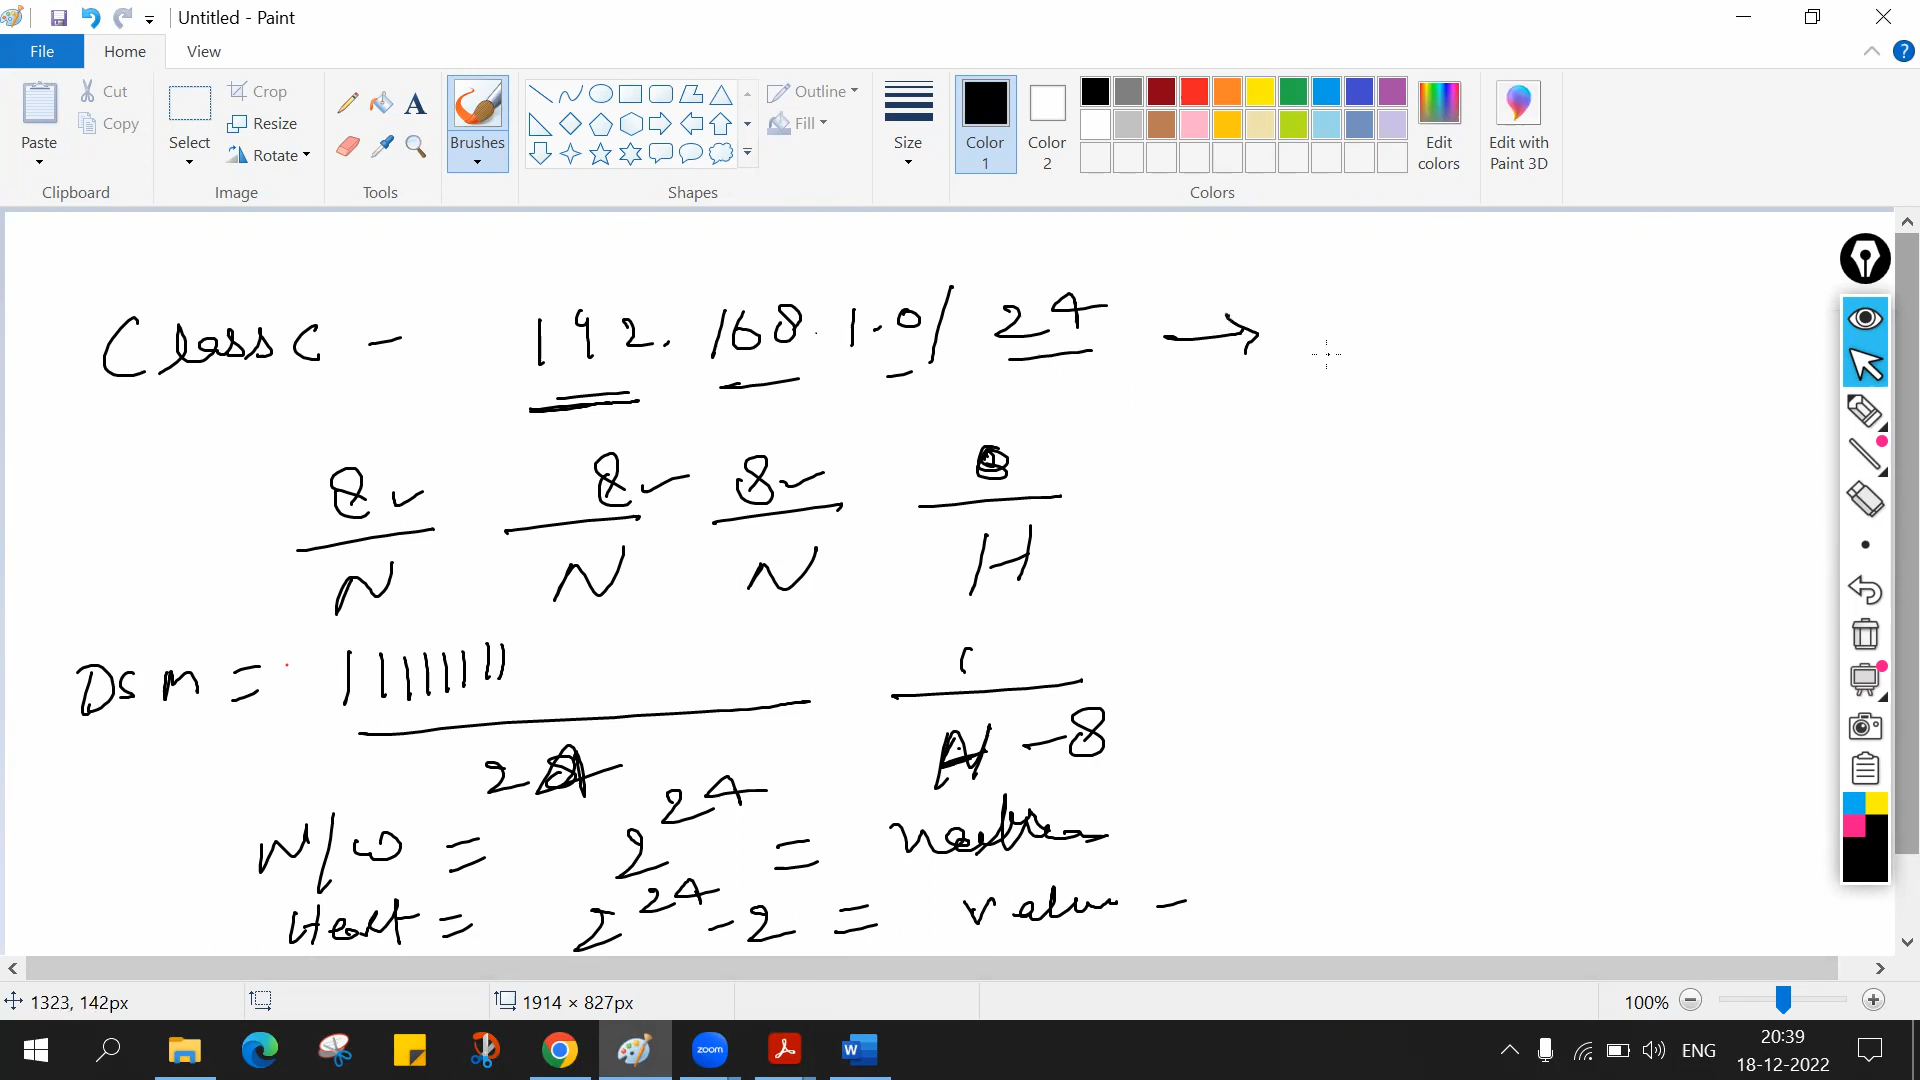 Untitled - Paint
File Home View
Paste
Cut
Copy
Clipboard
Select
Crop
Resize
Rotate
Image
Tools
Brushes
Shapes
Outline
Fill
Size
Color 1
Color 2
Colors
Edit colors
Edit with Paint 3D
Class C - 192.168.1.0/24 →
8 8 8 8
N N N H
DSM = 11111111
24 H - 8
N/W = 2^24 =
Host = 2^24 - 2 = value -
1323, 142px 1914 × 827px 100%
zoom W ENG 20:39
18-12-2022